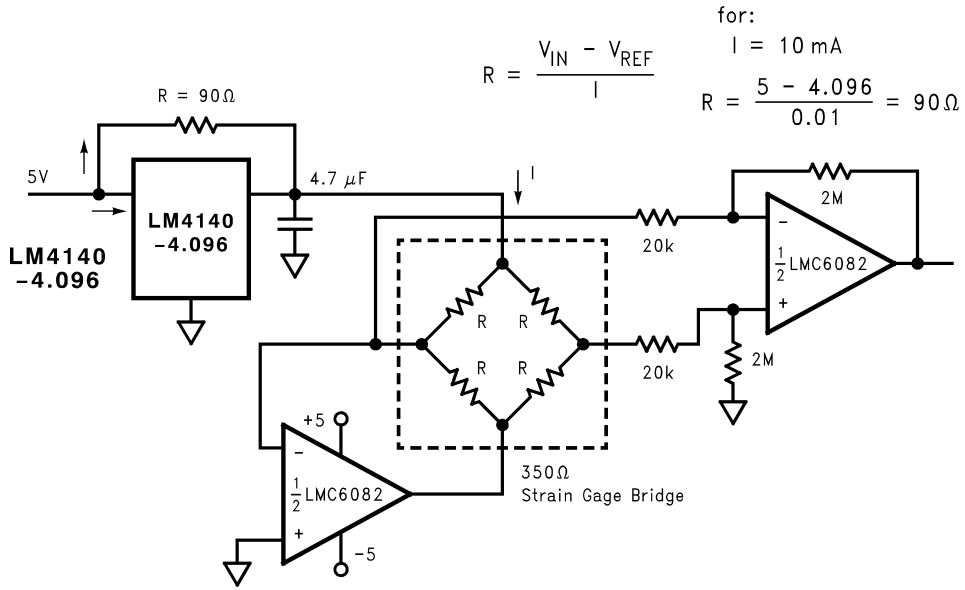 for:
I = 10 mA
R = (V_IN − V_REF) / I
R = (5 − 4.096) / 0.01 = 90Ω
R = 90Ω
5V
4.7 μF
I
LM4140
−4.096
LM4140
−4.096
20k
2M
−
½ LMC6082
+
R
R
R
R
20k
2M
+5
−
½ LMC6082
+
−5
350Ω
Strain Gage Bridge